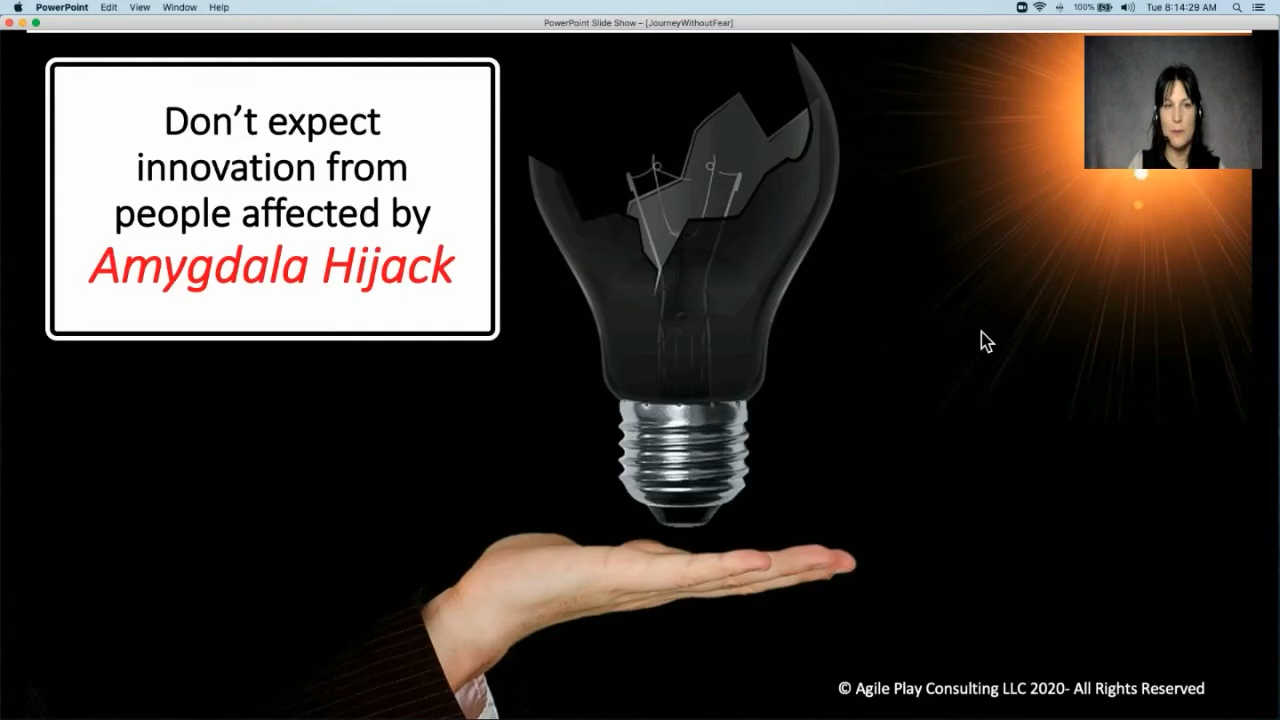 PowerPoint Edit View Window Help 100% Tue 8:14:29 AM
PowerPoint Slide Show – [JourneyWithoutFear]
Don’t expect
innovation from
people affected by
Amygdala Hijack
© Agile Play Consulting LLC 2020- All Rights Reserved